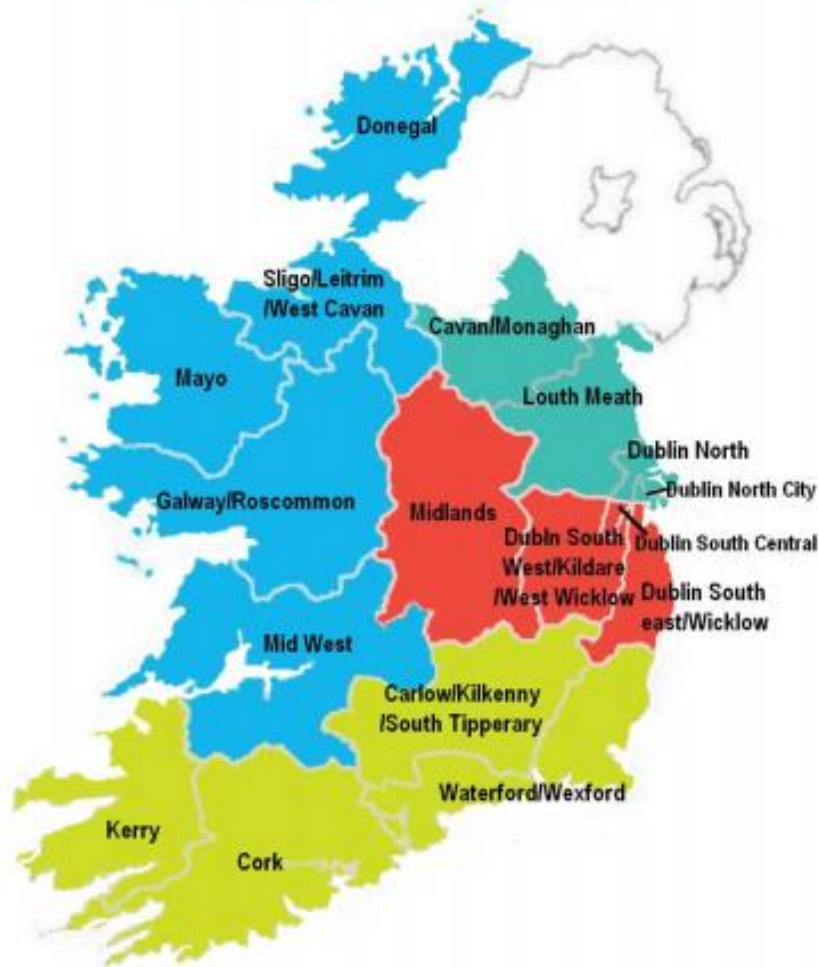 Donegal
Sligo/Leitrim
/West Cavan
Cavan/Monaghan
Mayo
Louth Meath
Dublin North
Galway/Roscommon
Midlands
Dublin North City
Dubln South
West/Kildare
/West Wicklow
Dublin South Central
Dublin South
east/Wicklow
Mid West
Carlow/Kilkenny
/South Tipperary
Waterford/Wexford
Kerry
Cork